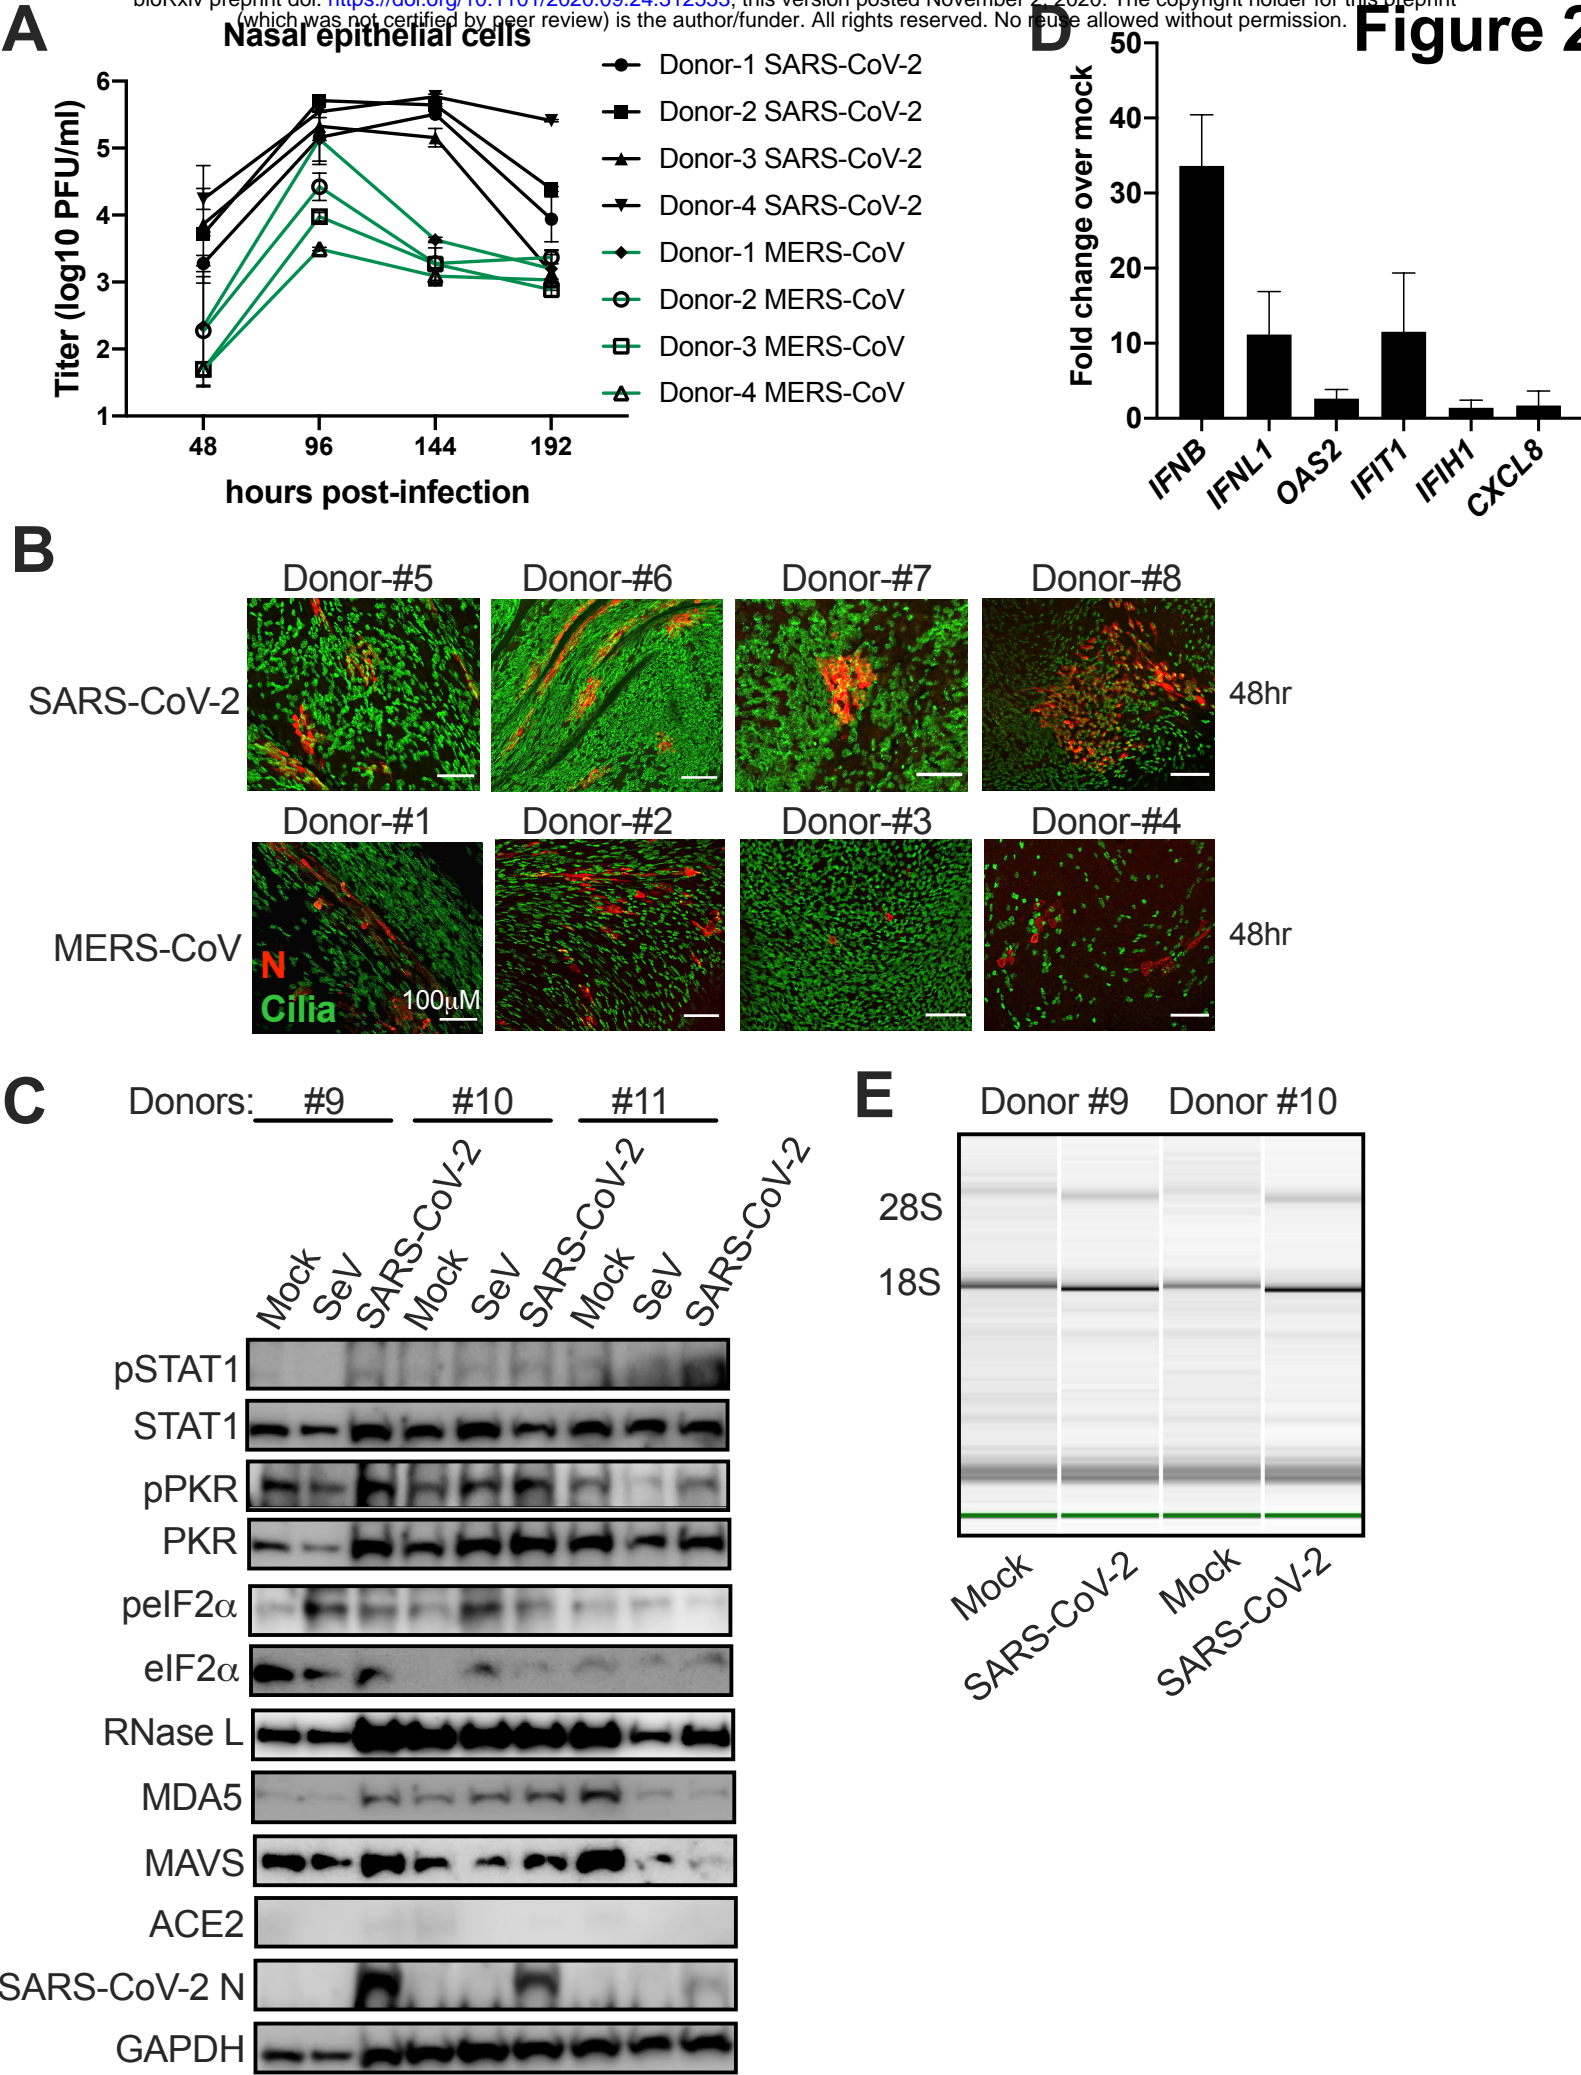 bioRxiv preprint doi: https://doi.org/10.1101/2020.09.24.312553; this version posted November 2, 2020. The copyright holder for this preprint
(which was not certified by peer review) is the author/funder. All rights reserved. No reuse allowed without permission.
Figure 2
A
Nasal epithelial cells
Titer (log10 PFU/ml)
6
5
4
3
2
1
48 96 144 192
hours post-infection
Donor-1 SARS-CoV-2
Donor-2 SARS-CoV-2
Donor-3 SARS-CoV-2
Donor-4 SARS-CoV-2
Donor-1 MERS-CoV
Donor-2 MERS-CoV
Donor-3 MERS-CoV
Donor-4 MERS-CoV
D
Fold change over mock
50
40
30
20
10
0
IFNB IFNL1 OAS2 IFIT1 IFIH1 CXCL8
B
Donor-#5 Donor-#6 Donor-#7 Donor-#8
SARS-CoV-2 48hr
Donor-#1 Donor-#2 Donor-#3 Donor-#4
MERS-CoV 48hr
N
Cilia
100µM
C
Donors: #9 #10 #11
Mock SeV SARS-CoV-2 Mock SeV SARS-CoV-2 Mock SeV SARS-CoV-2
pSTAT1
STAT1
pPKR
PKR
peIF2α
eIF2α
RNase L
MDA5
MAVS
ACE2
SARS-CoV-2 N
GAPDH
E
Donor #9 Donor #10
28S
18S
Mock SARS-CoV-2 Mock SARS-CoV-2